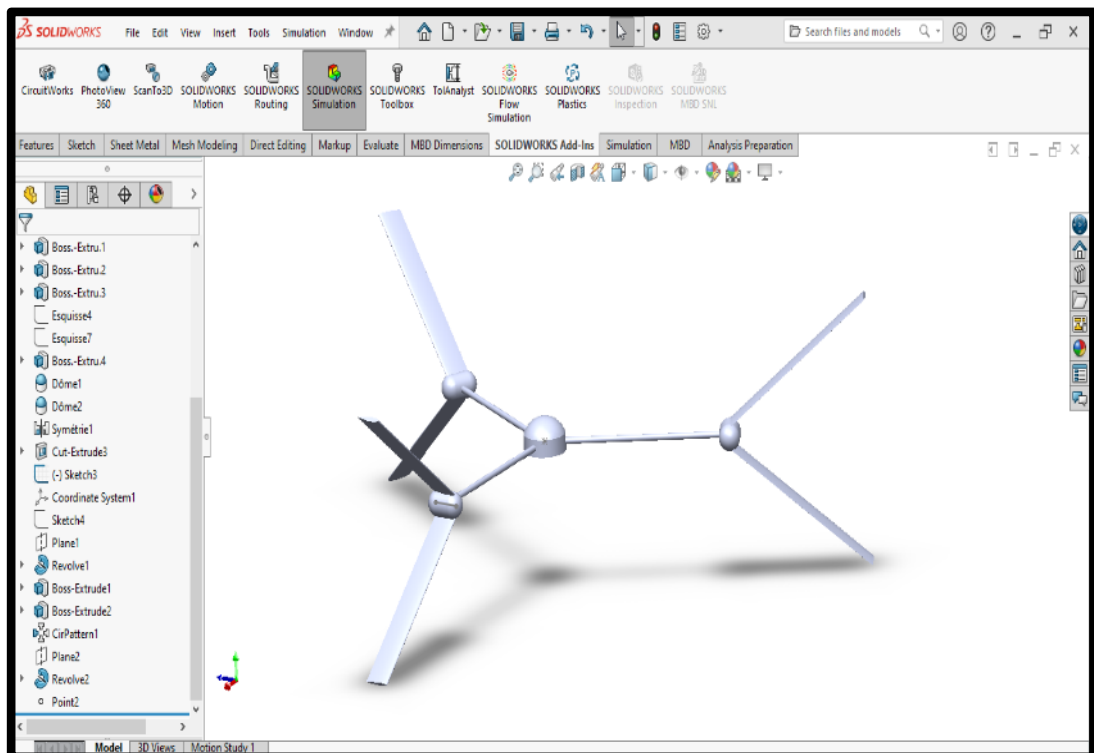 SOLIDWORKS File Edit View Insert Tools Simulation Window Search files and models
CircuitWorks PhotoView 360 ScanTo3D SOLIDWORKS Motion SOLIDWORKS Routing SOLIDWORKS Simulation SOLIDWORKS Toolbox TolAnalyst SOLIDWORKS Flow Simulation SOLIDWORKS Plastics SOLIDWORKS Inspection SOLIDWORKS MBD SNL
Features Sketch Sheet Metal Mesh Modeling Direct Editing Markup Evaluate MBD Dimensions SOLIDWORKS Add-Ins Simulation MBD Analysis Preparation
Boss.-Extru.1
Boss.-Extru.2
Boss.-Extru.3
Esquisse4
Esquisse7
Boss.-Extru.4
Dôme1
Dôme2
Symétrie1
Cut-Extrude3
(-) Sketch3
Coordinate System1
Sketch4
Plane1
Revolve1
Boss-Extrude1
Boss-Extrude2
CirPattern1
Plane2
Revolve2
Point2
Model 3D Views Motion Study 1